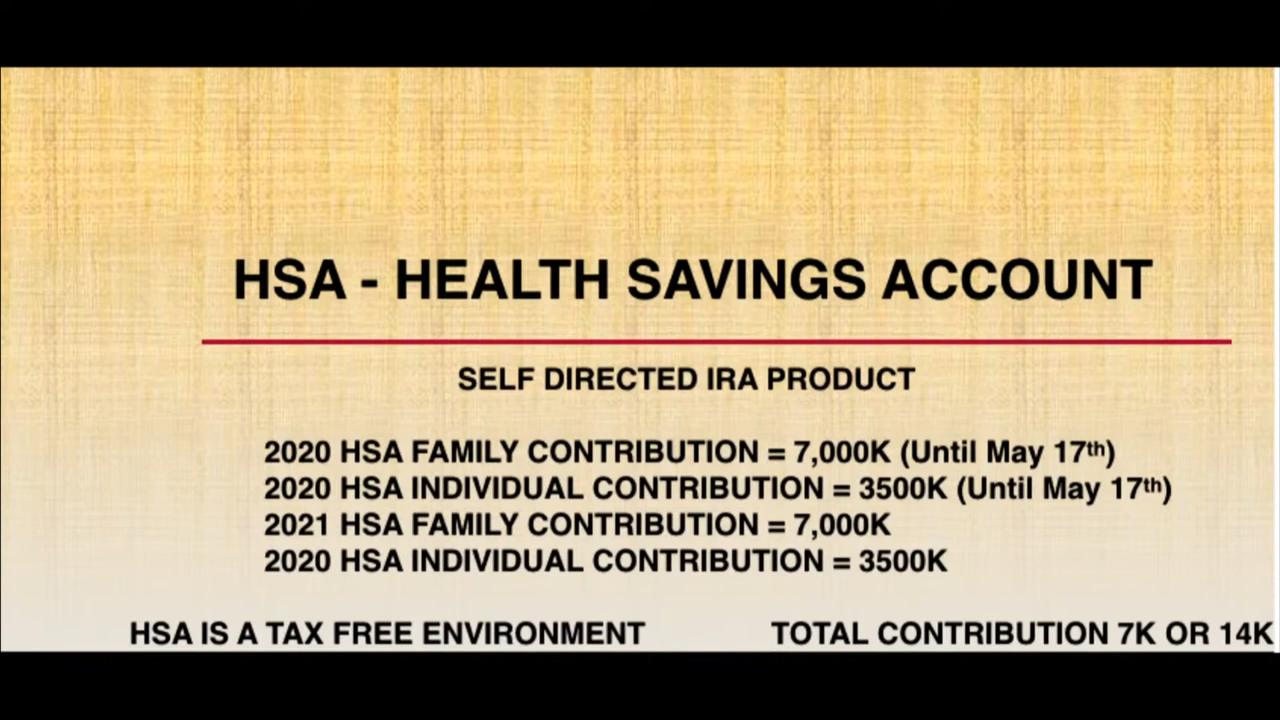 HSA - HEALTH SAVINGS ACCOUNT
SELF DIRECTED IRA PRODUCT
2020 HSA FAMILY CONTRIBUTION = 7,000K (Until May 17th)
2020 HSA INDIVIDUAL CONTRIBUTION = 3500K (Until May 17th)
2021 HSA FAMILY CONTRIBUTION = 7,000K
2020 HSA INDIVIDUAL CONTRIBUTION = 3500K
HSA IS A TAX FREE ENVIRONMENT TOTAL CONTRIBUTION 7K OR 14K